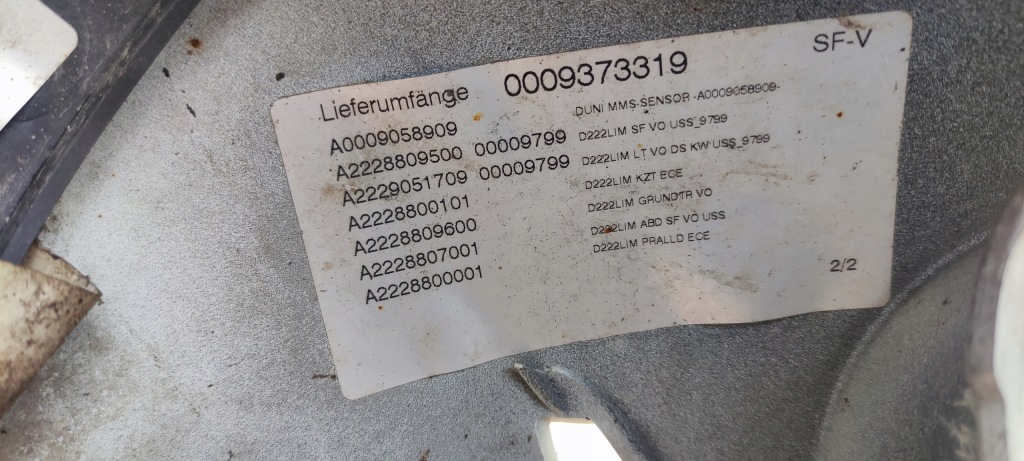 SF-V
Lieferumfänge 0009373319
A0009058909 DUNI MMS-SENSOR -A0009058909-
A2228809500 00009799 D222LIM SF VO USS_9799
A2229051709 00009799 D222LIM LT VO DS KW USS_9799
A2228800101 D222LIM KZT ECE
A2228809600 D222LIM GRUNDTR VO
A2228807001 D222LIM ABD SF VO USS
A2228800001 D222LIM PRALLD ECE
2/2